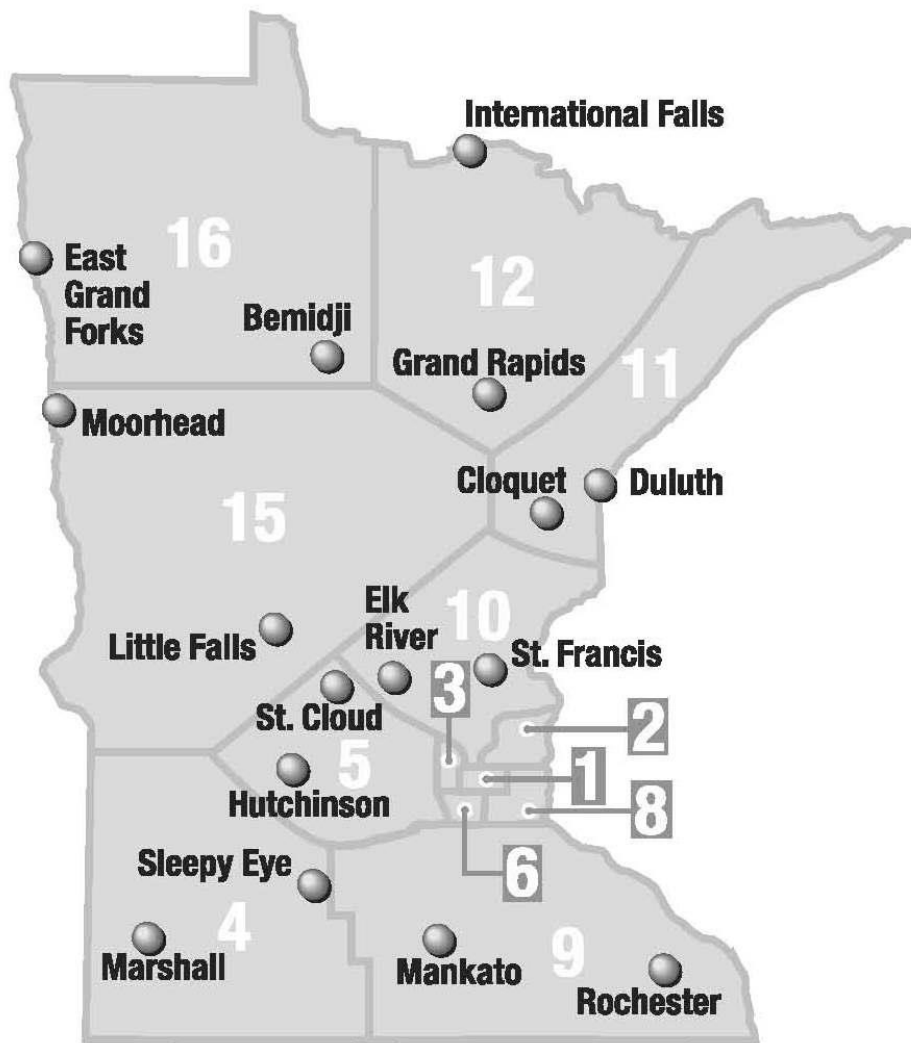 International Falls
16
East
Grand
Forks
12
Bemidji
Grand Rapids
11
Moorhead
Cloquet
Duluth
15
Elk
River
10
Little Falls
St. Francis
3
St. Cloud
2
5
1
Hutchinson
8
6
Sleepy Eye
4
Marshall
Mankato
9
Rochester